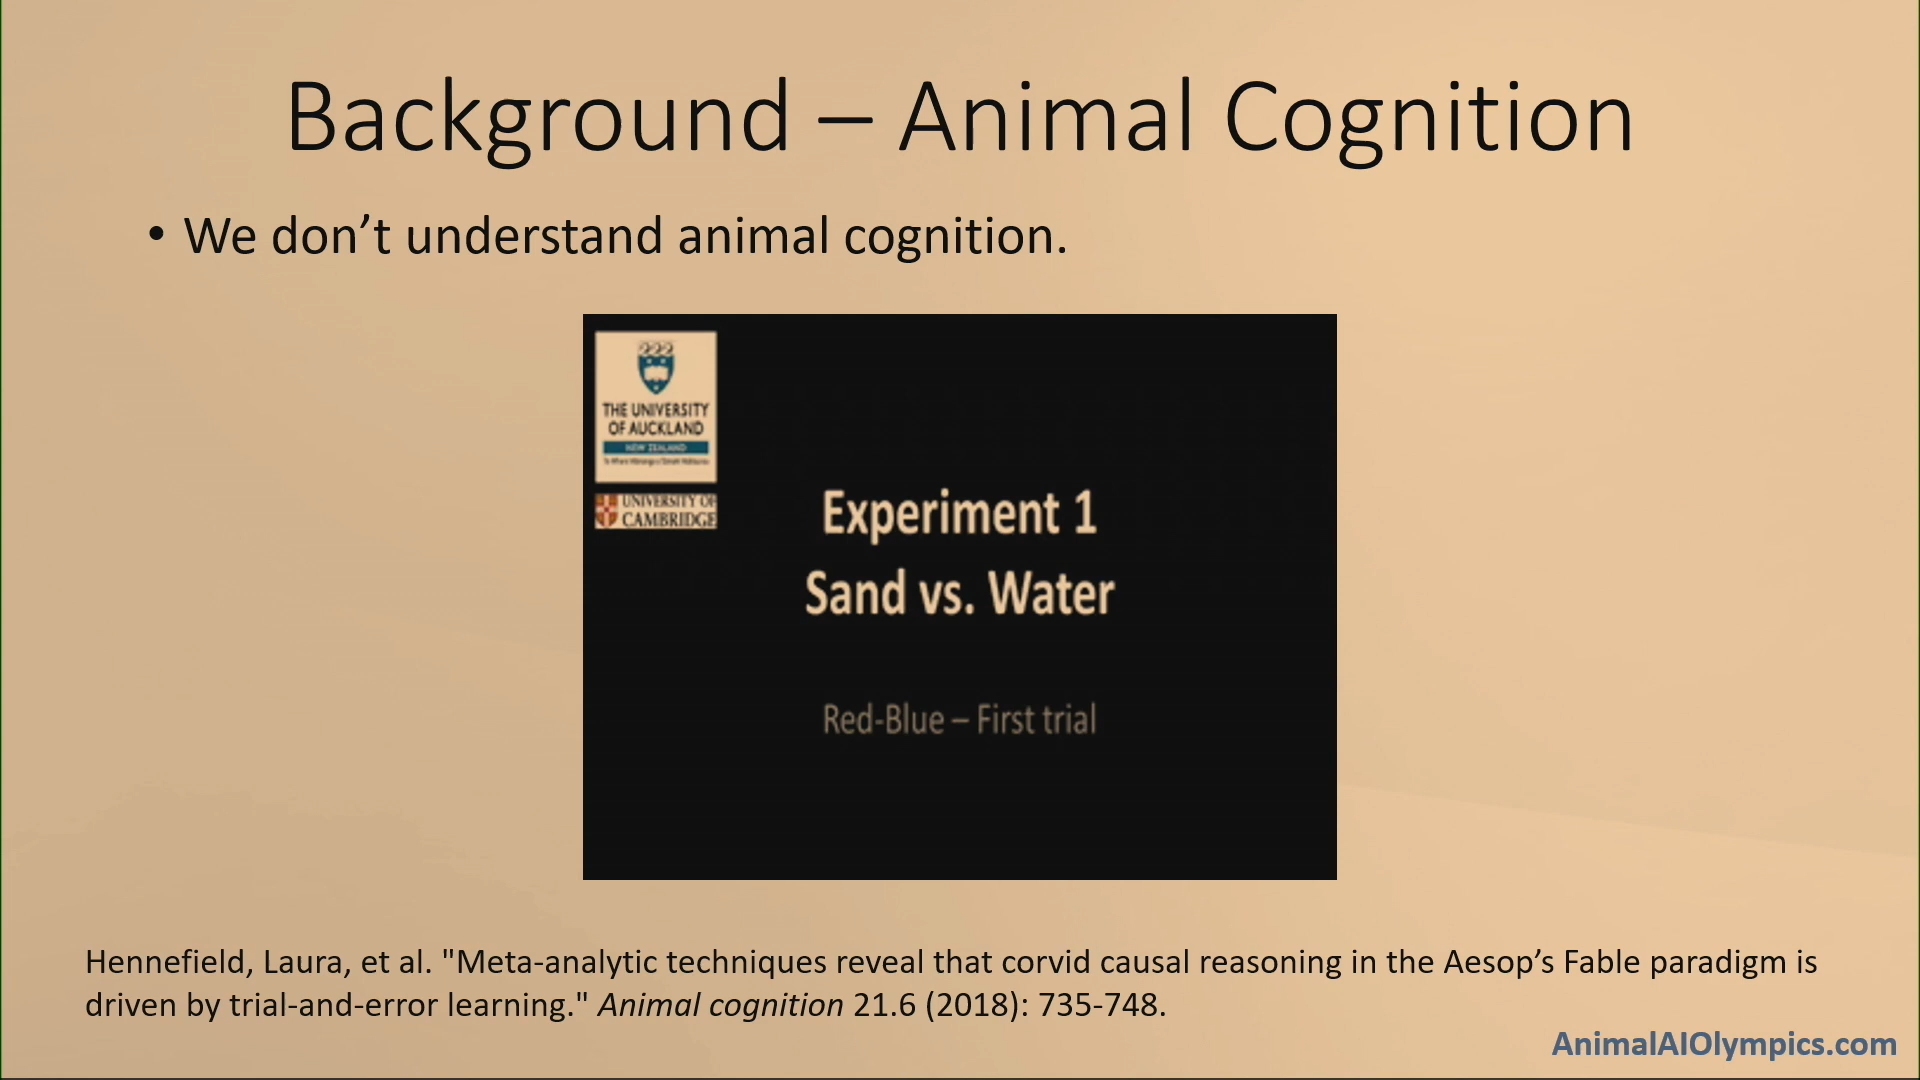 Background – Animal Cognition
• We don’t understand animal cognition.
THE UNIVERSITY
OF AUCKLAND
NEW ZEALAND
UNIVERSITY OF
CAMBRIDGE
Experiment 1
Sand vs. Water
Red-Blue – First trial
Hennefield, Laura, et al. "Meta-analytic techniques reveal that corvid causal reasoning in the Aesop’s Fable paradigm is
driven by trial-and-error learning." Animal cognition 21.6 (2018): 735-748.
AnimalAIOlympics.com